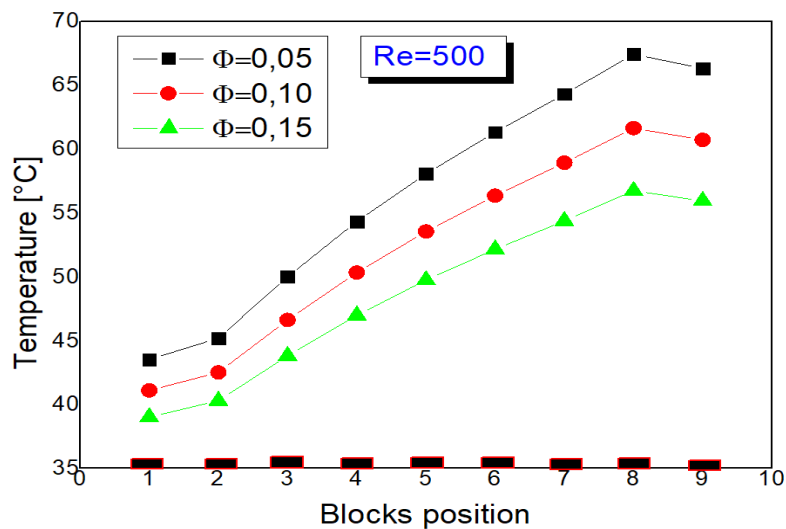 70
65
60
55
50
45
40
35
Temperature [°C]
Φ=0,05
Φ=0,10
Φ=0,15
Re=500
0 1 2 3 4 5 6 7 8 9 10
Blocks position